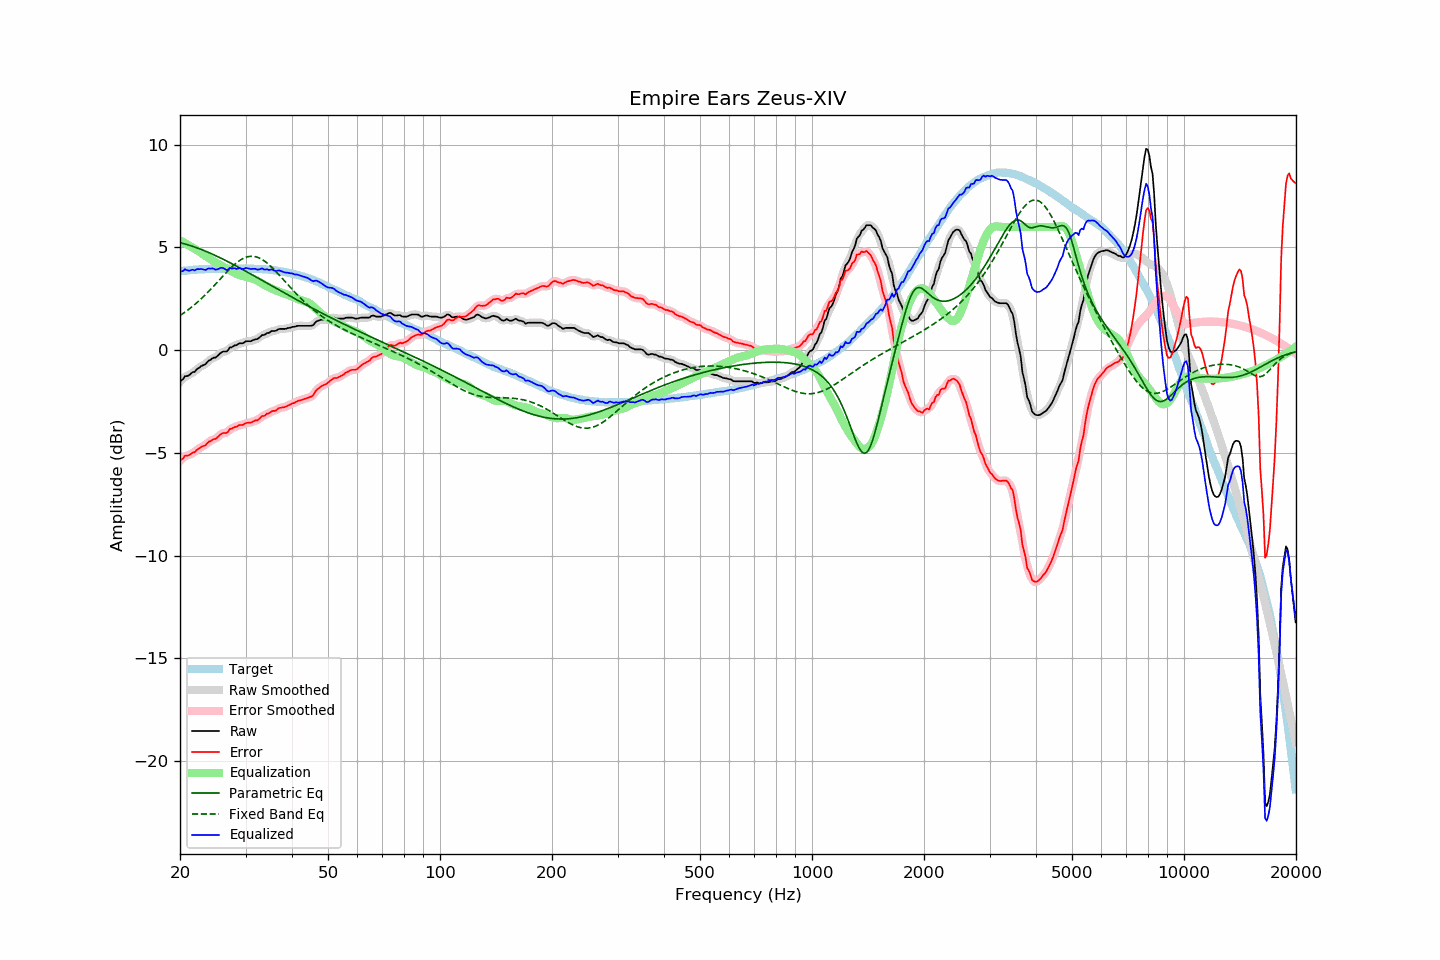 Empire Ears Zeus-XIV
10
5
0
−5
−10
−15
−20
Amplitude (dBr)
Target
Raw Smoothed
Error Smoothed
Raw
Error
Equalization
Parametric Eq
Fixed Band Eq
Equalized
20 50 100 200 500 1000 2000 5000 10000 20000
Frequency (Hz)